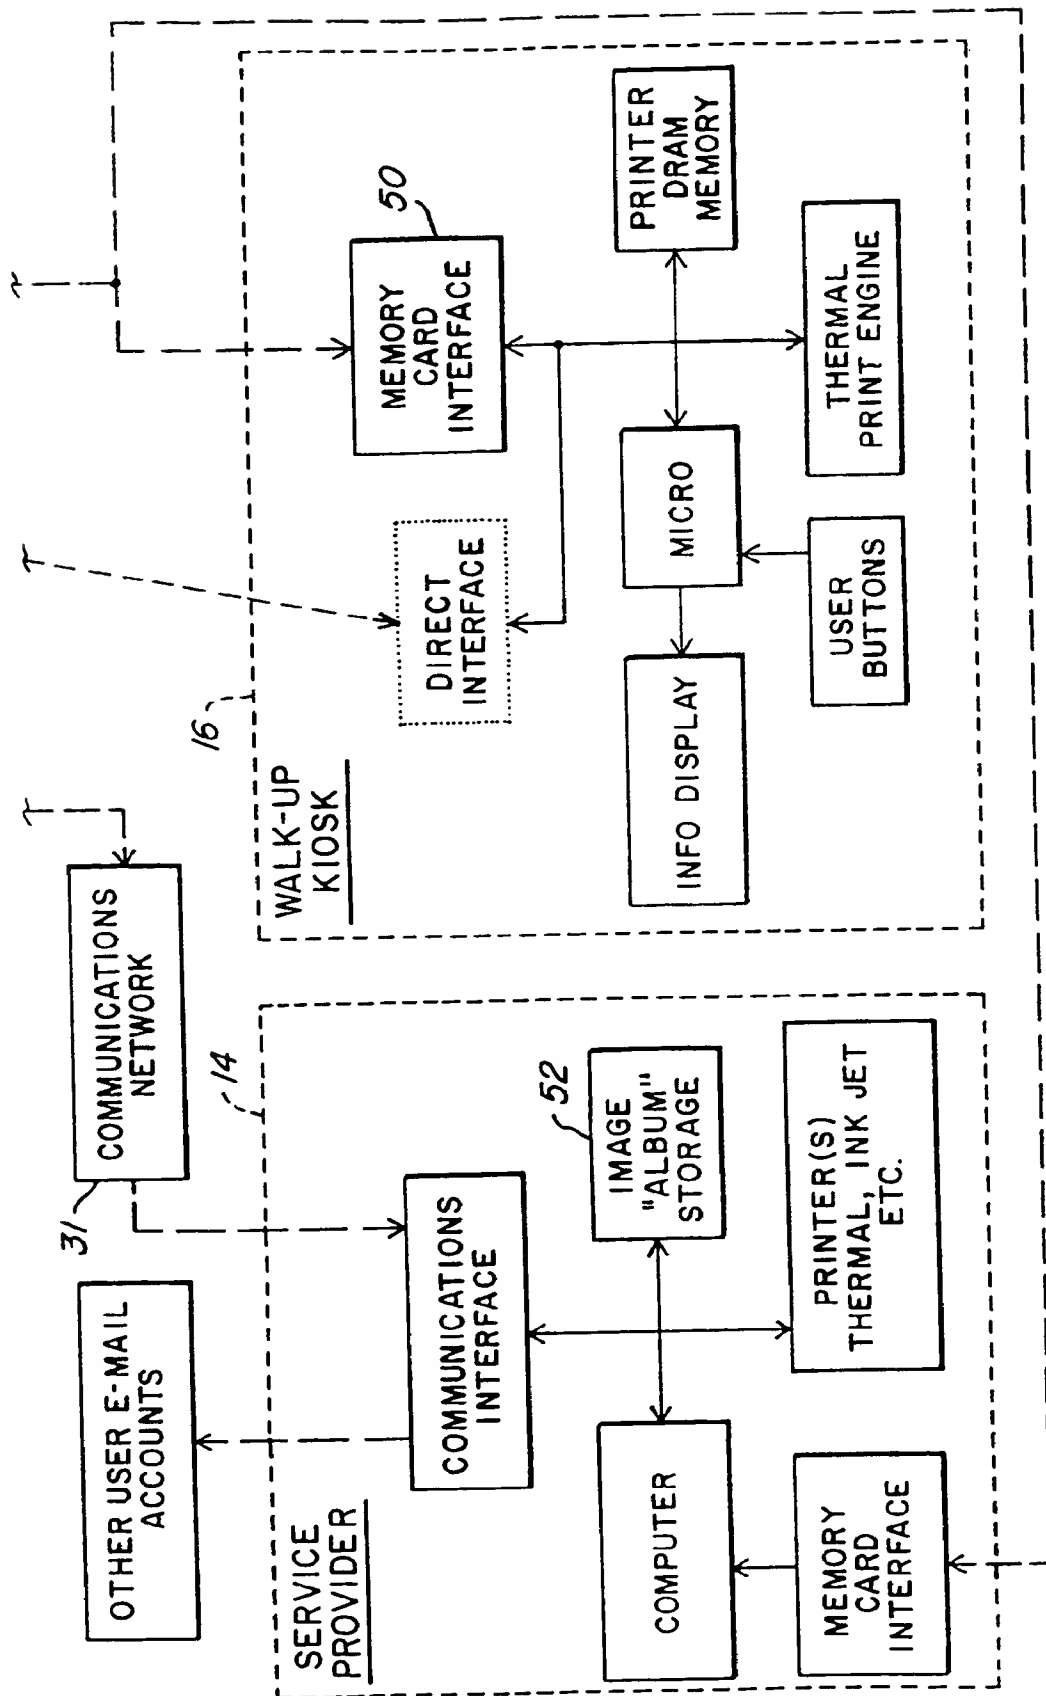 OTHER USER E-MAIL
ACCOUNTS
31
COMMUNICATIONS
NETWORK
SERVICE
PROVIDER
14
COMMUNICATIONS
INTERFACE
COMPUTER
IMAGE
"ALBUM"
STORAGE
52
MEMORY
CARD
INTERFACE
PRINTER(S)
THERMAL, INK JET
ETC.
WALK-UP
KIOSK
16
DIRECT
INTERFACE
MEMORY
CARD
INTERFACE
50
INFO DISPLAY
MICRO
PRINTER
DRAM
MEMORY
USER
BUTTONS
THERMAL
PRINT ENGINE